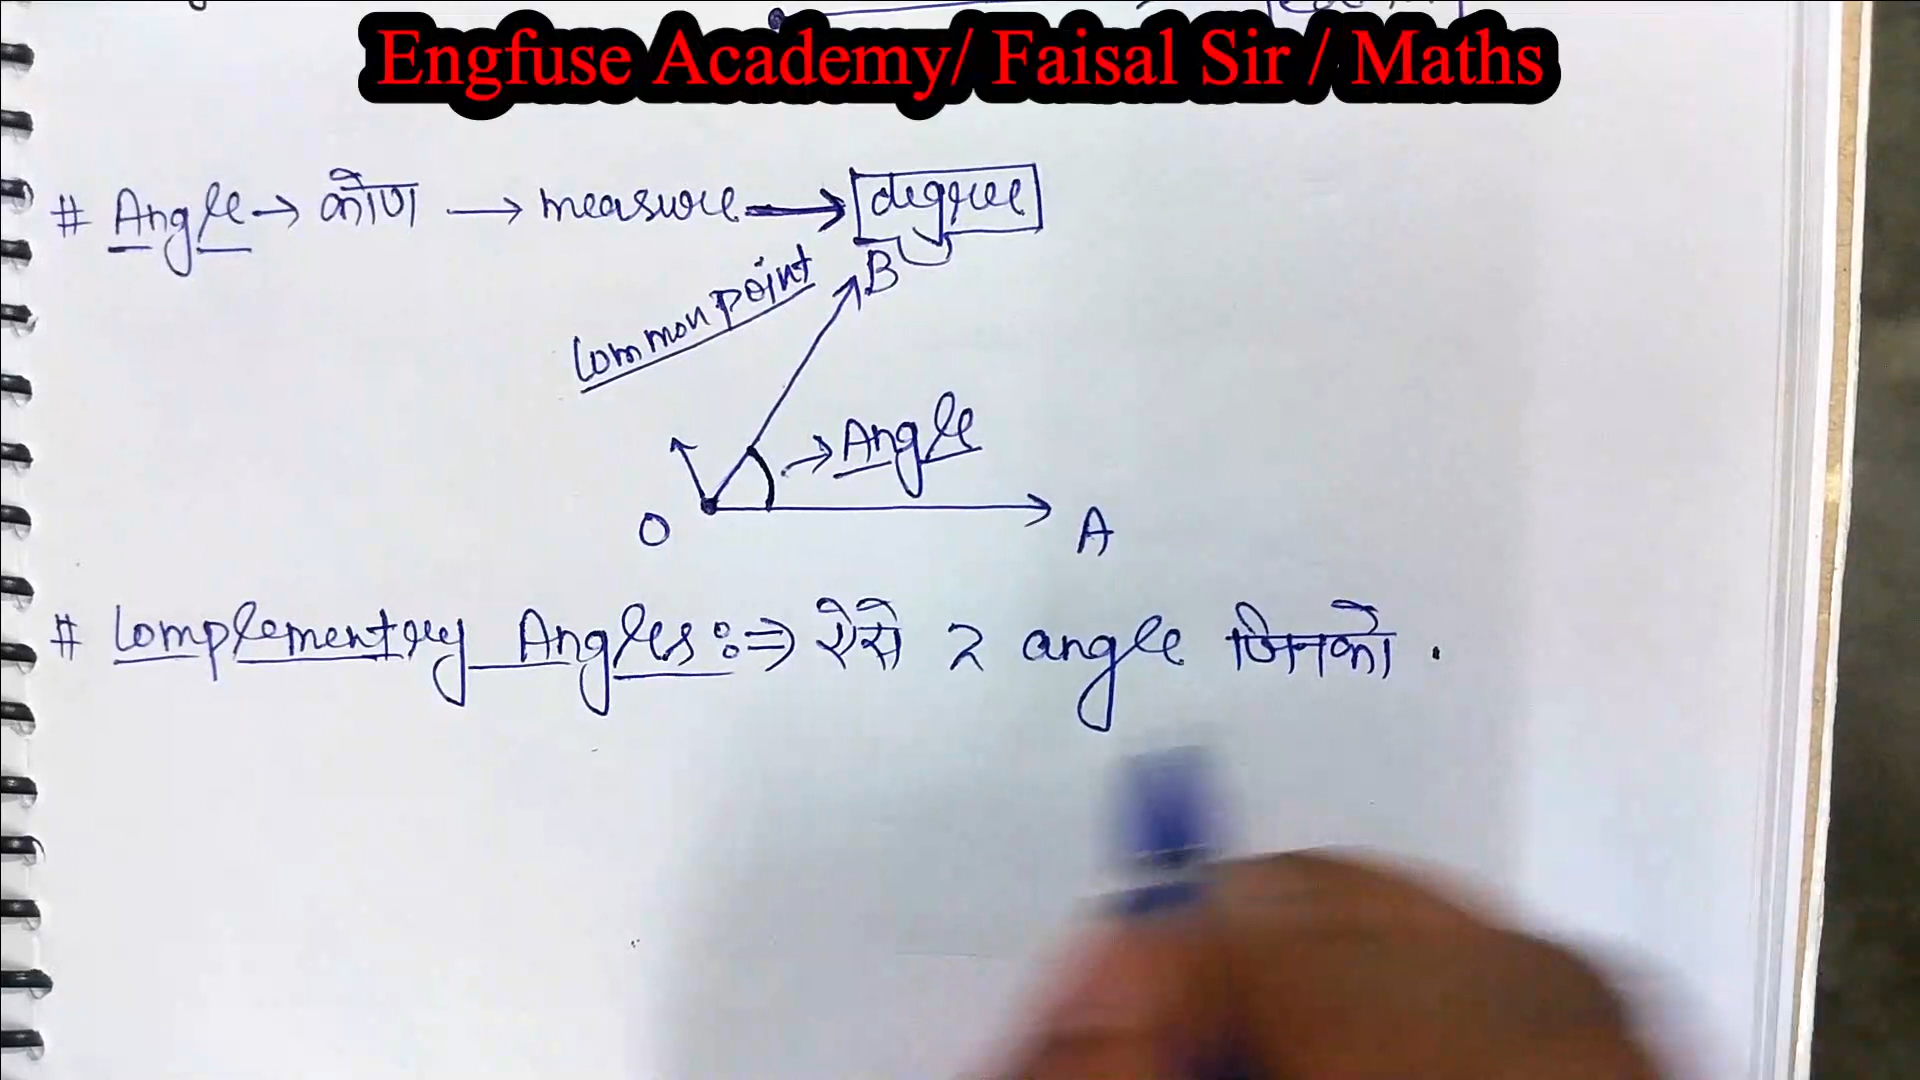 Engfuse Academy/ Faisal Sir / Maths
# Angle → कोण → measure → degree
Common point
B
→ Angle
O
A
# Complementary Angles :⇒ ऐसे 2 angle जिनको